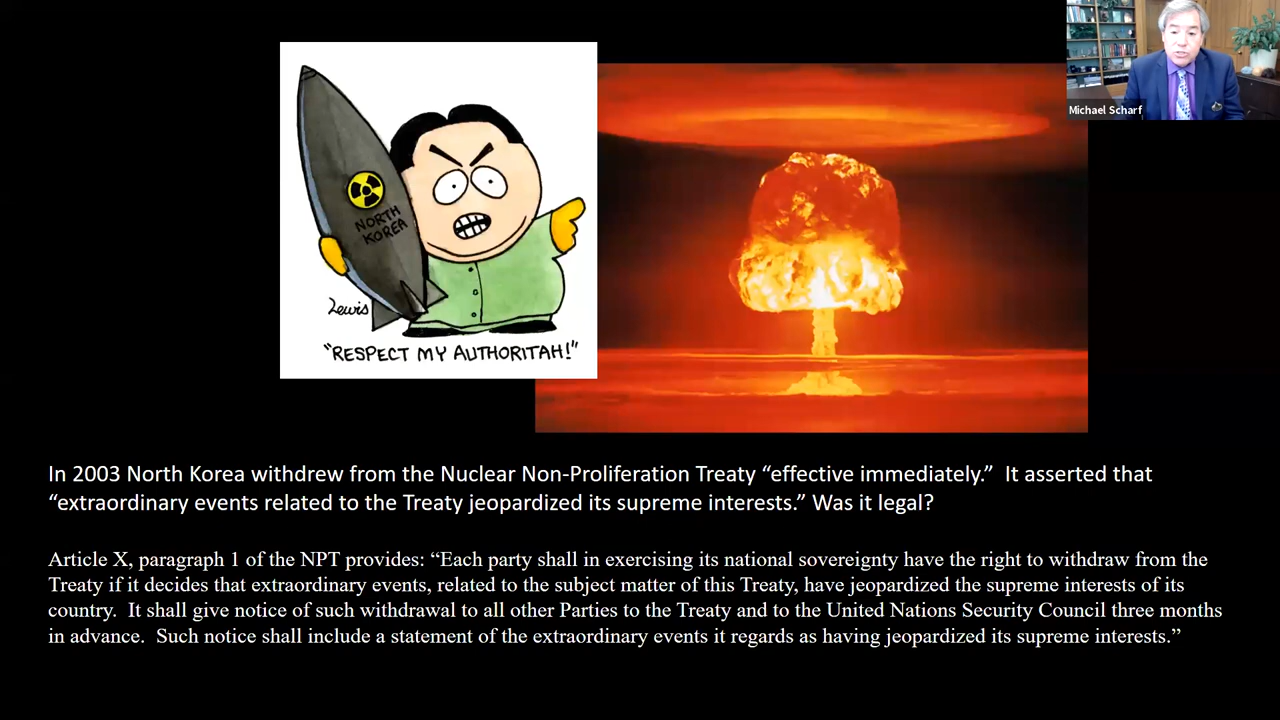 Michael Scharf
NORTH
KOREA
Lewis
"RESPECT MY AUTHORITAH!"
In 2003 North Korea withdrew from the Nuclear Non-Proliferation Treaty “effective immediately.” It asserted that
“extraordinary events related to the Treaty jeopardized its supreme interests.” Was it legal?
Article X, paragraph 1 of the NPT provides: “Each party shall in exercising its national sovereignty have the right to withdraw from the
Treaty if it decides that extraordinary events, related to the subject matter of this Treaty, have jeopardized the supreme interests of its
country. It shall give notice of such withdrawal to all other Parties to the Treaty and to the United Nations Security Council three months
in advance. Such notice shall include a statement of the extraordinary events it regards as having jeopardized its supreme interests.”